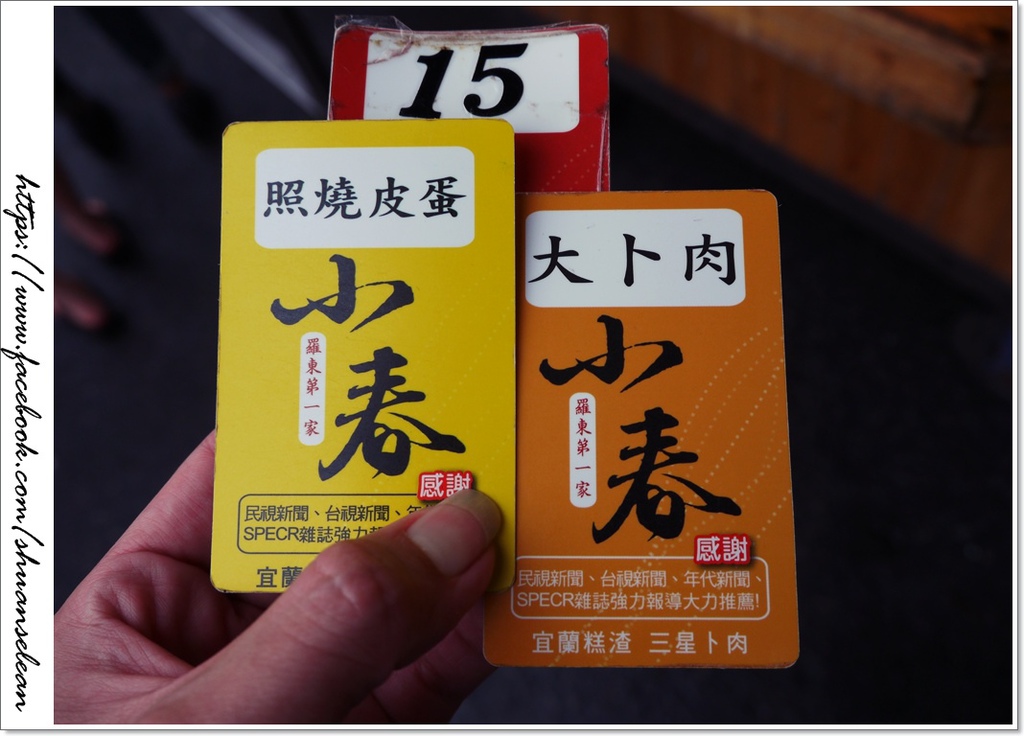 https://www.facebook.com/shuanselean
15
照燒皮蛋
小春
羅東第一家
感謝
民視新聞、台視新聞、年
SPECR雜誌強力報
宜蘭
大卜肉
小春
羅東第一家
感謝
民視新聞、台視新聞、年代新聞、
SPECR雜誌強力報導大力推薦!
宜蘭糕渣 三星卜肉